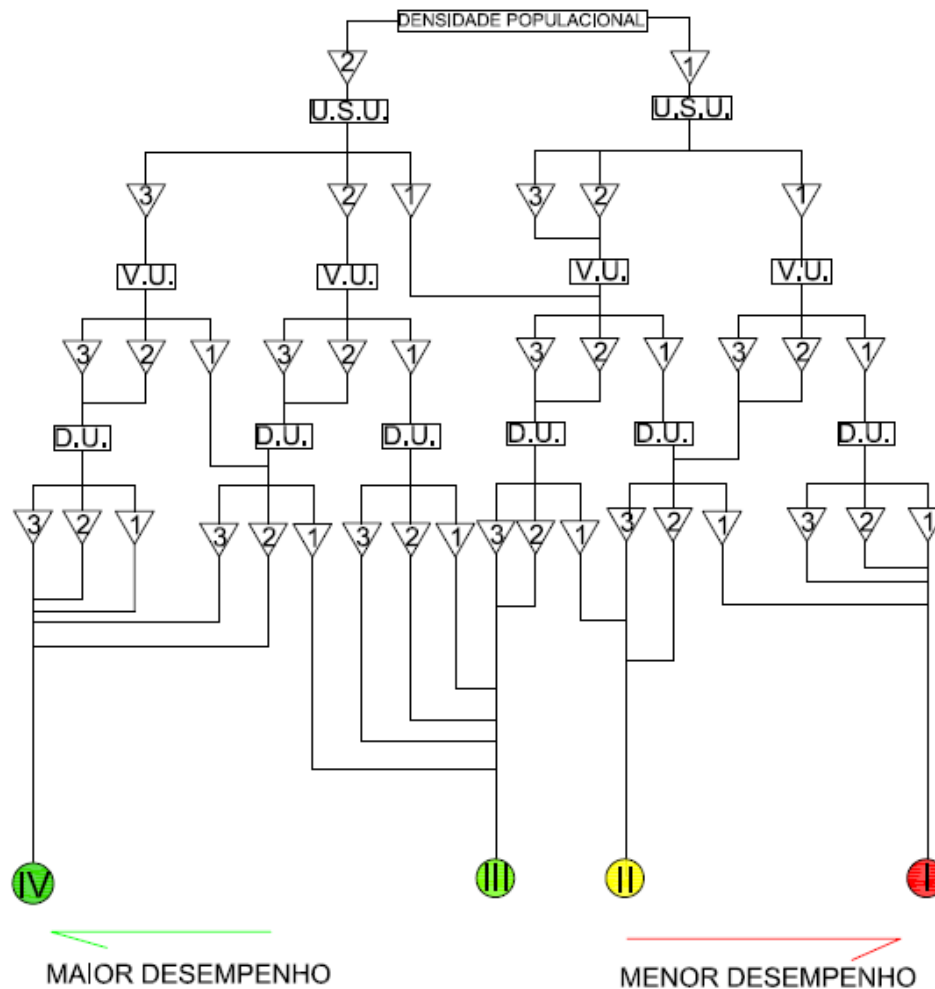 DENSIDADE POPULACIONAL
2 1
U.S.U. U.S.U.
3 2 1 3 2 1
V.U. V.U. V.U. V.U.
3 2 1 3 2 1 3 2 1 3 2 1
D.U. D.U. D.U. D.U. D.U. D.U.
3 2 1 3 2 1 3 2 1 3 2 1 3 2 1 3 2 1
IV III II I
MAIOR DESEMPENHO MENOR DESEMPENHO